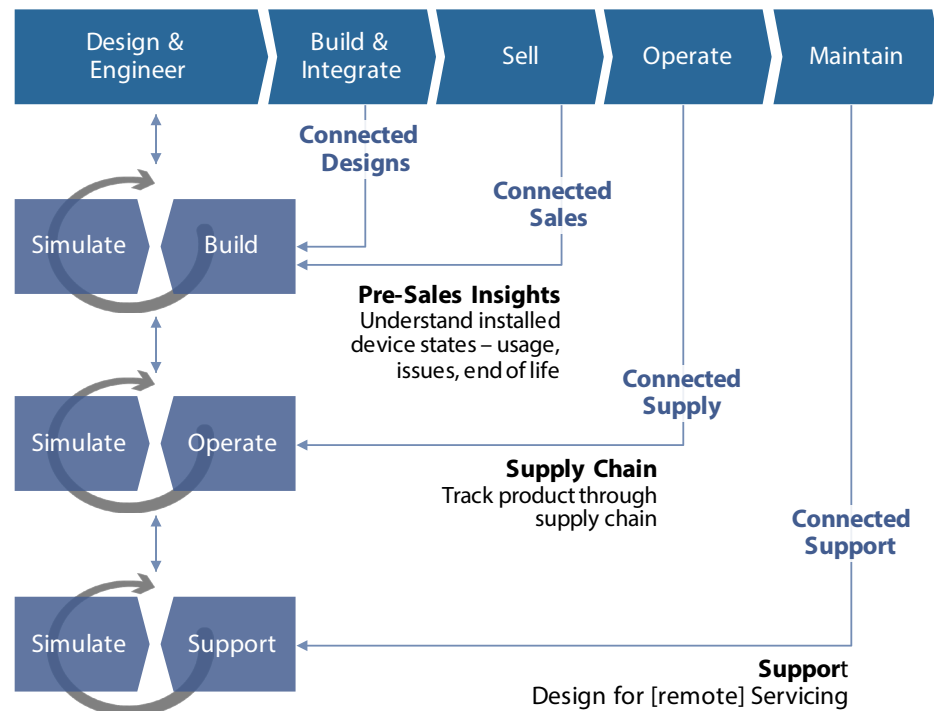 Design &
Engineer
Build &
Integrate
Sell
Operate
Maintain
Connected
Designs
Connected
Sales
Simulate
Build
Pre-Sales Insights
Understand installed
device states – usage,
issues, end of life
Connected
Supply
Simulate
Operate
Supply Chain
Track product through
supply chain
Connected
Support
Simulate
Support
Support
Design for [remote] Servicing